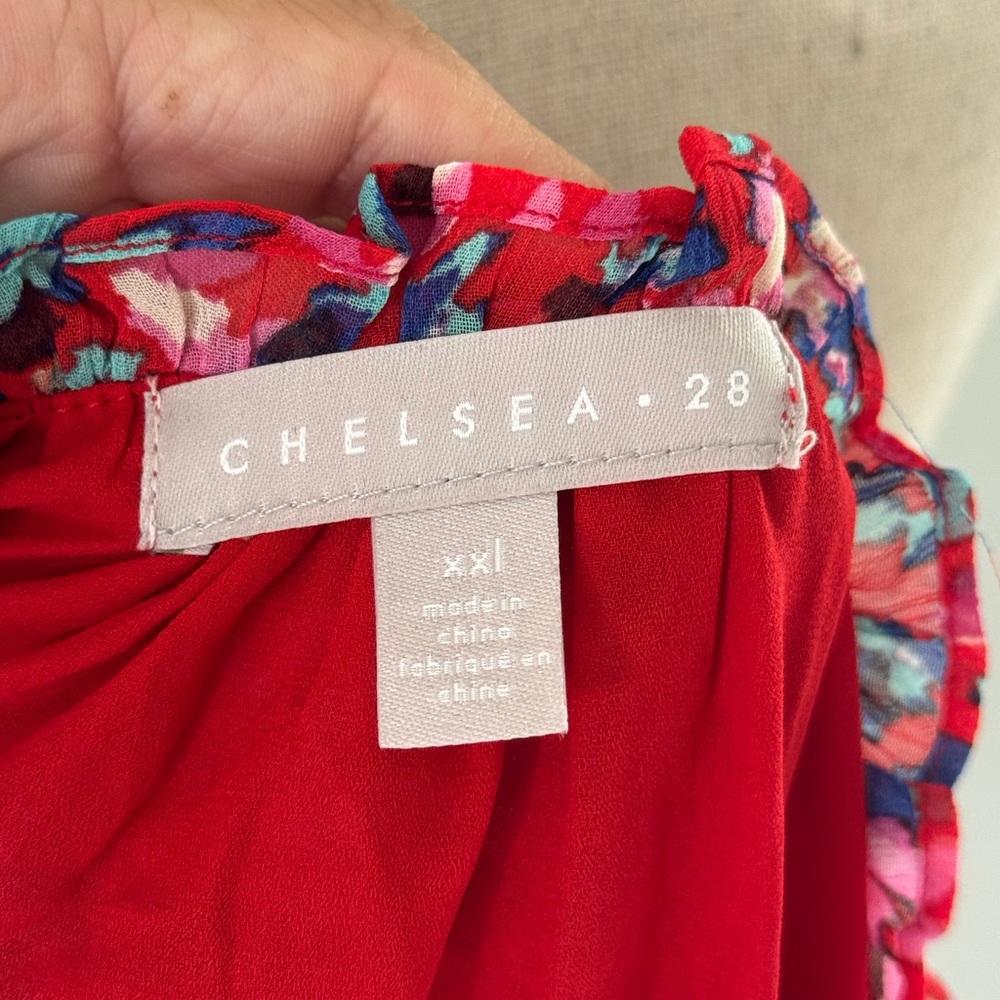 CHELSEA • 28
xxl
made in
china
fabriqué en
chine